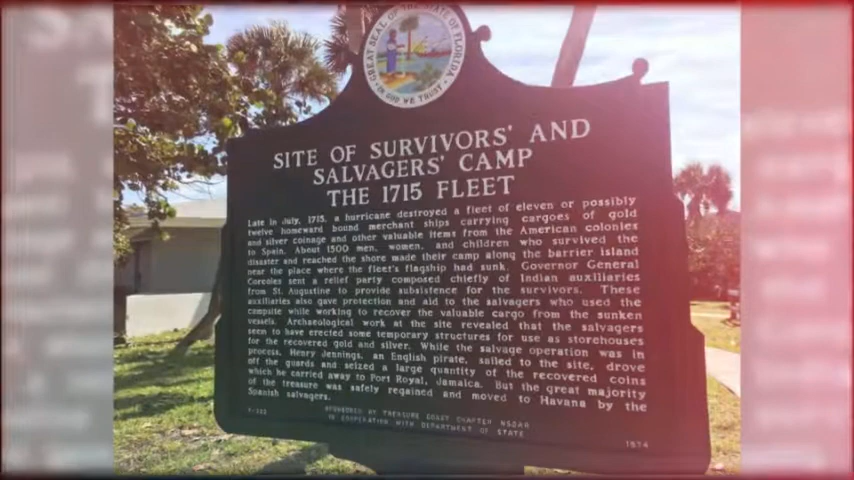 GREAT SEAL OF THE STATE OF FLORIDA
IN GOD WE TRUST
SITE OF SURVIVORS' AND
SALVAGERS' CAMP
THE 1715 FLEET
Late in July, 1715, a hurricane destroyed a fleet of eleven or possibly
twelve homeward bound merchant ships carrying cargoes of gold
and silver coinage and other valuable items from the American colonies
to Spain. About 1500 men, women, and children who survived the
disaster and reached the shore made their camp along the barrier island
near the place where the fleet's flagship had sunk. Governor General
Coreoles sent a relief party composed chiefly of Indian auxiliaries
from St. Augustine to provide subsistence for the survivors. These
auxiliaries also gave protection and aid to the salvagers who used the
campsite while working to recover the valuable cargo from the sunken
vessels. Archaeological work at the site revealed that the salvagers
seem to have erected some temporary structures for use as storehouses
for the recovered gold and silver. While the salvage operation was in
process, Henry Jennings, an English pirate, sailed to the site, drove
off the guards and seized a large quantity of the recovered coins
which he carried away to Port Royal, Jamaica. But the great majority
of the treasure was safely regained and moved to Havana by the
Spanish salvagers.
SPONSORED BY TREASURE COAST CHAPTER NSDAR
IN COOPERATION WITH DEPARTMENT OF STATE
1974